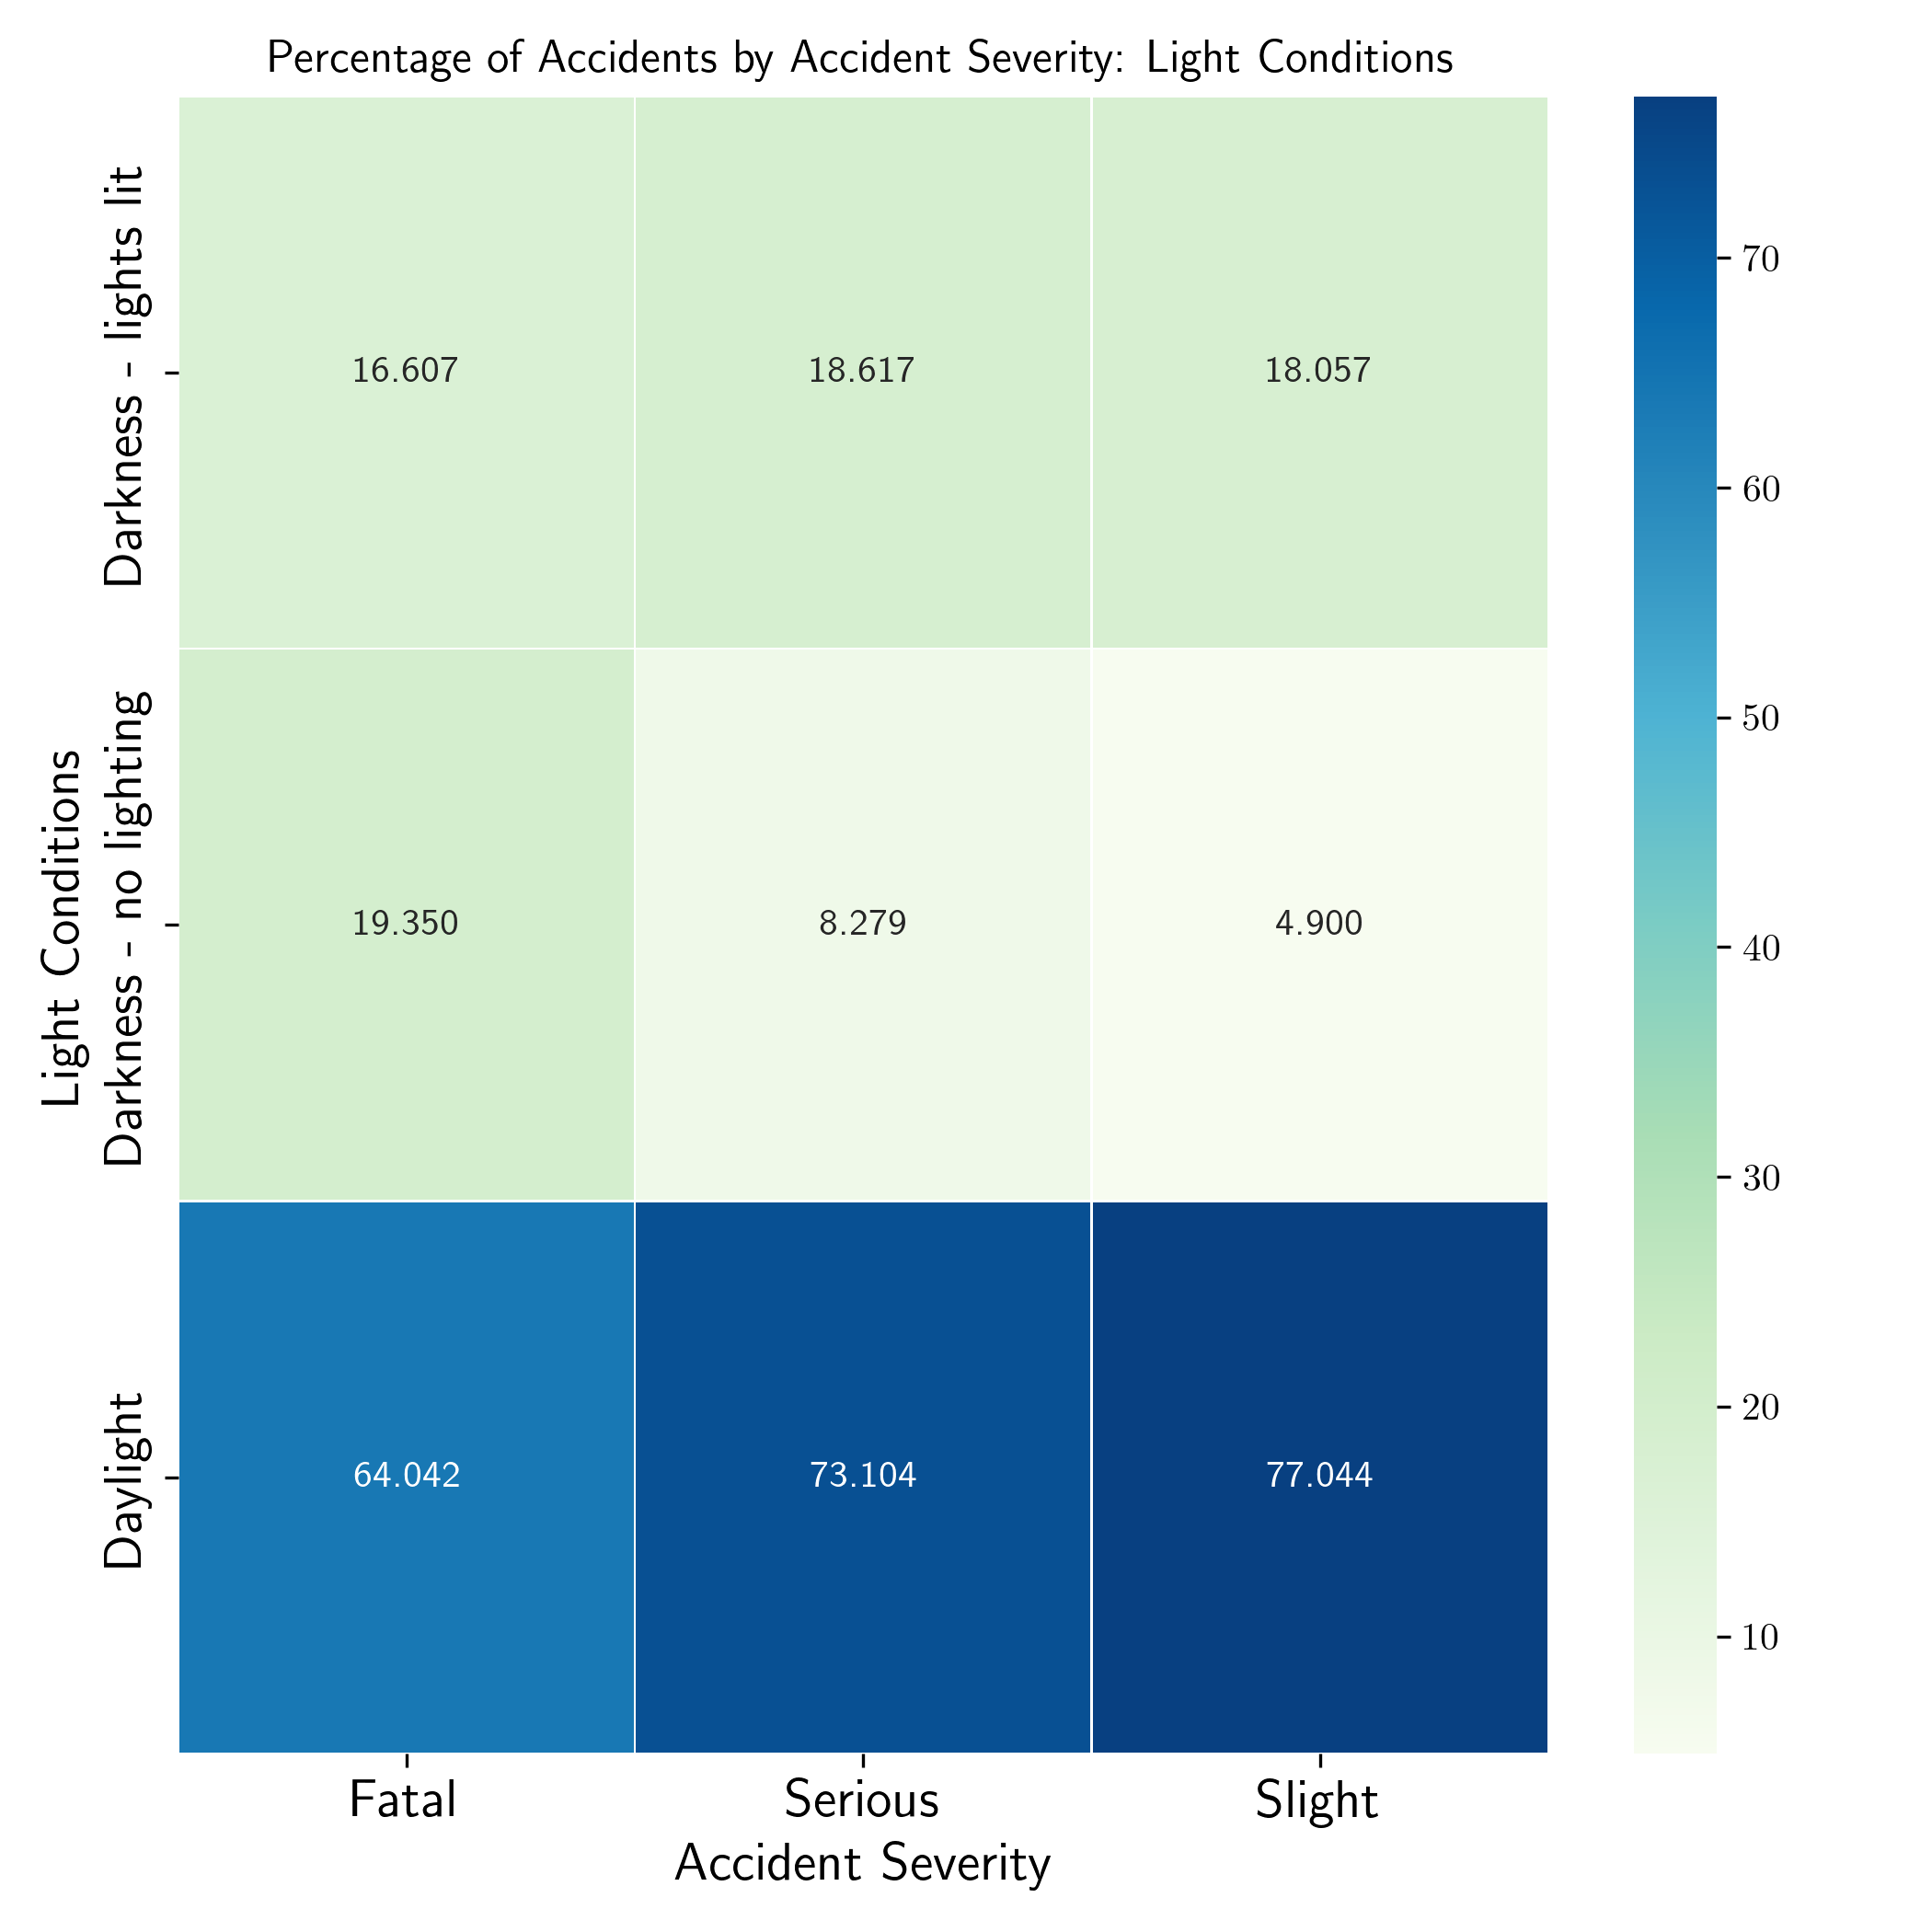 Percentage of Accidents by Accident Severity: Light Conditions
Light Conditions
Darkness - lights lit
16.607 18.617 18.057
Darkness - no lighting
19.350 8.279 4.900
Daylight
64.042 73.104 77.044
Fatal Serious Slight
Accident Severity
70
60
50
40
30
20
10